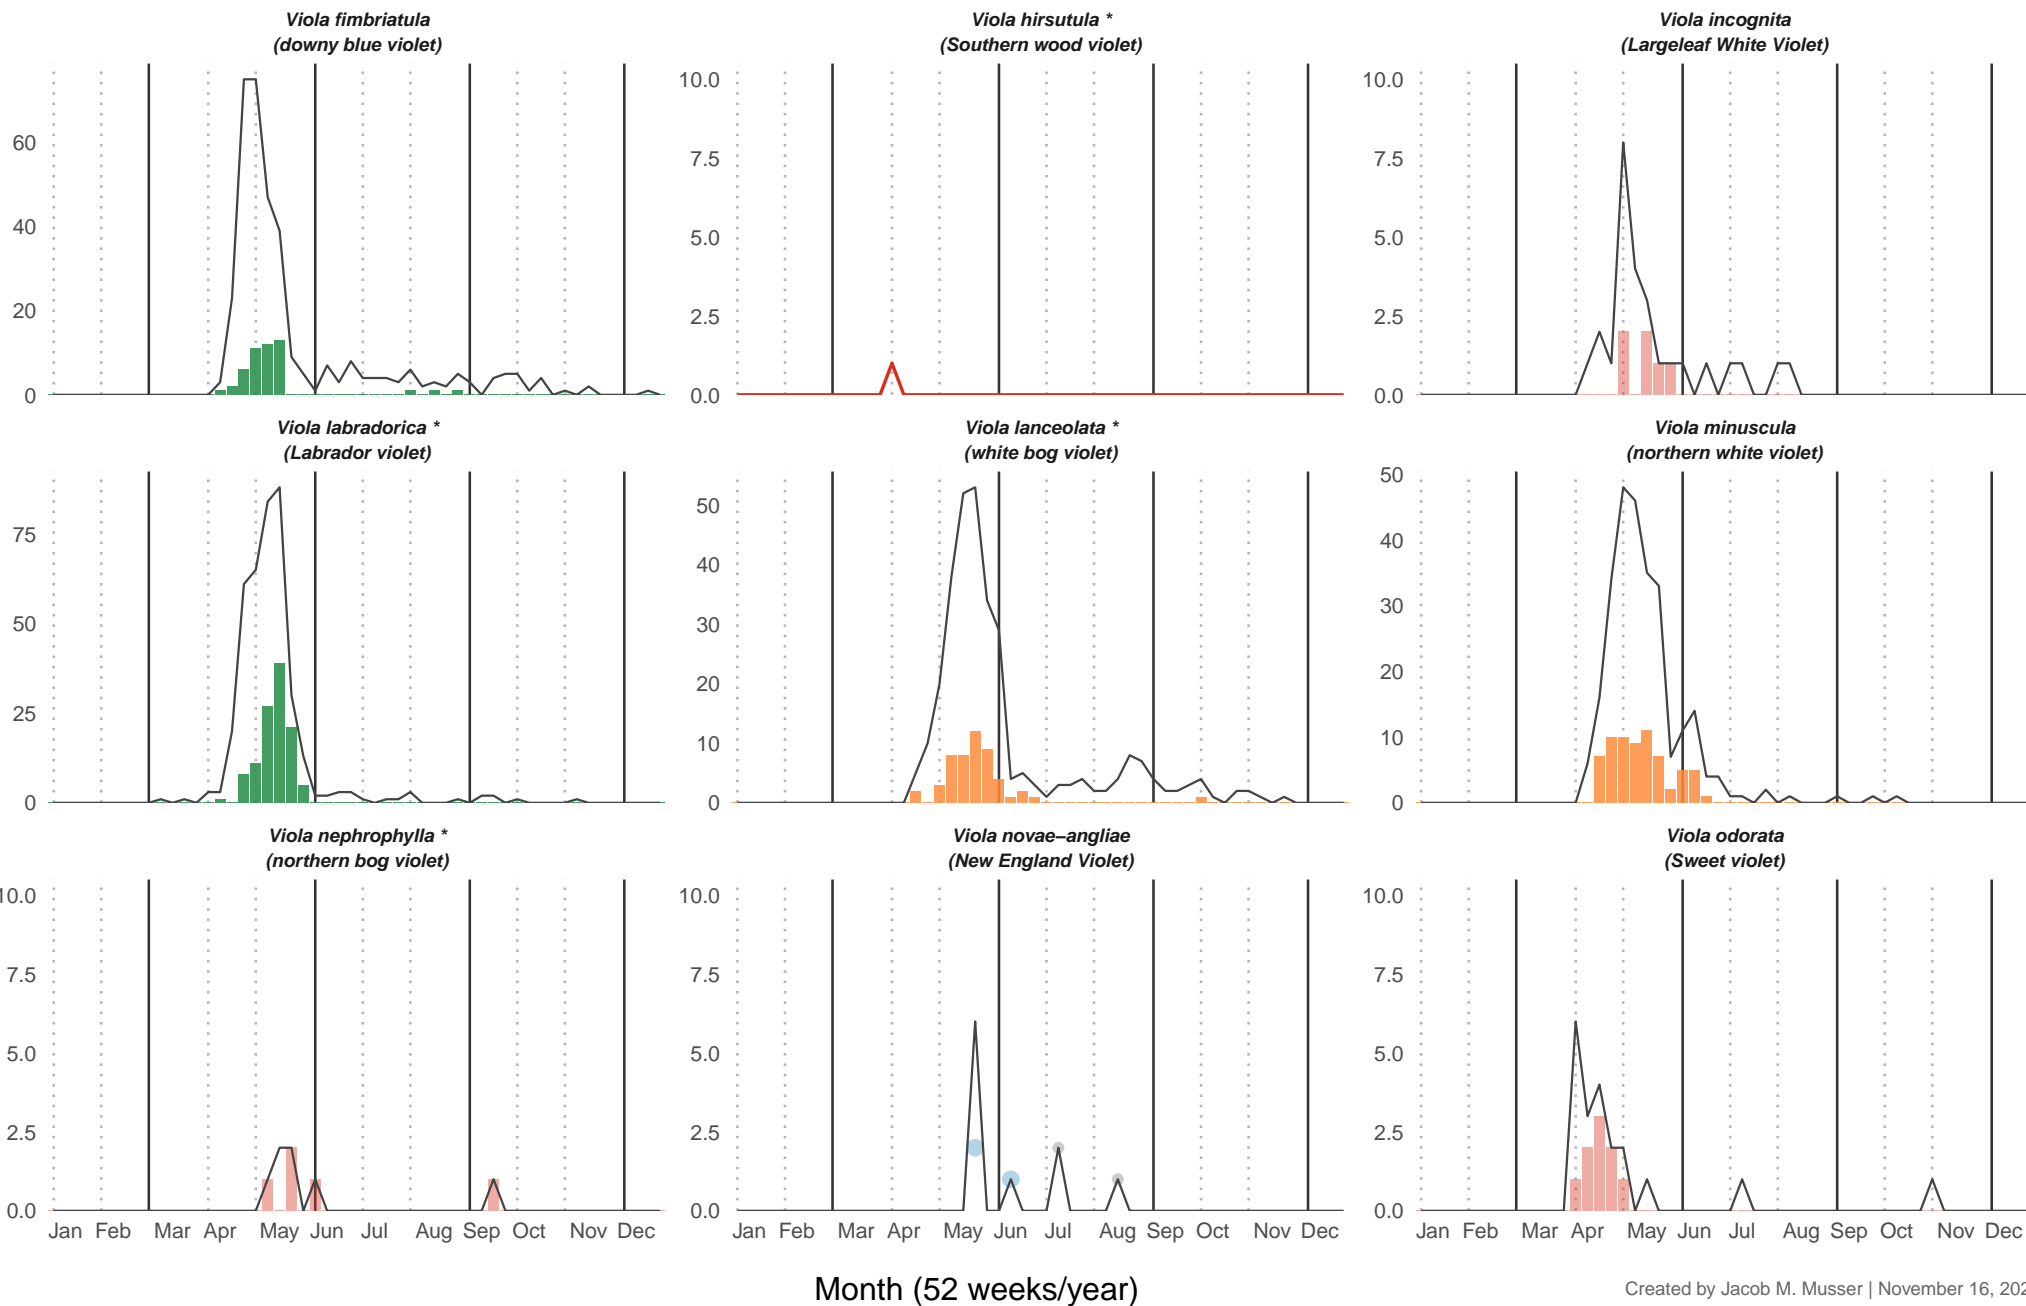 Viola fimbriatula
(downy blue violet)
Viola hirsutula *
(Southern wood violet)
Viola incognita
(Largeleaf White Violet)
60
40
20
0
10.0
7.5
5.0
2.5
0.0
10.0
7.5
5.0
2.5
0.0
Viola labradorica *
(Labrador violet)
Viola lanceolata *
(white bog violet)
Viola minuscula
(northern white violet)
75
50
25
0
50
40
30
20
10
0
50
40
30
20
10
0
Viola nephrophylla *
(northern bog violet)
Viola novae–angliae
(New England Violet)
Viola odorata
(Sweet violet)
10.0
7.5
5.0
2.5
0.0
10.0
7.5
5.0
2.5
0.0
10.0
7.5
5.0
2.5
0.0
Jan Feb Mar Apr May Jun Jul Aug Sep Oct Nov Dec
Jan Feb Mar Apr May Jun Jul Aug Sep Oct Nov Dec
Jan Feb Mar Apr May Jun Jul Aug Sep Oct Nov Dec
Month (52 weeks/year)
Created by Jacob M. Musser | November 16, 202